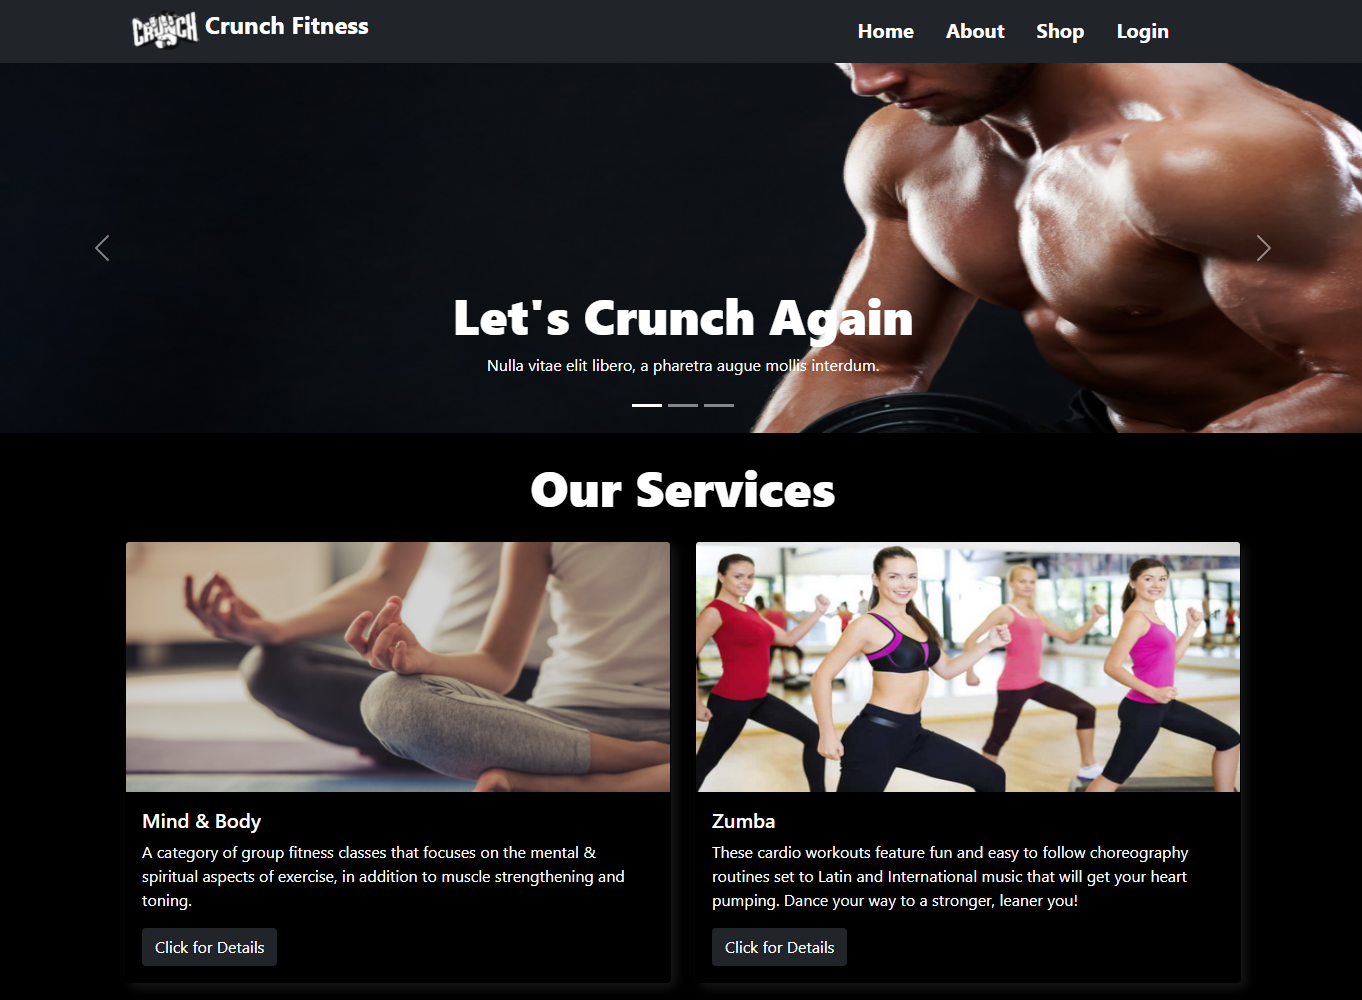 CRUNCH Crunch Fitness
Home About Shop Login
Let's Crunch Again
Nulla vitae elit libero, a pharetra augue mollis interdum.
Our Services
Mind & Body
A category of group fitness classes that focuses on the mental &
spiritual aspects of exercise, in addition to muscle strengthening and
toning.
Click for Details
Zumba
These cardio workouts feature fun and easy to follow choreography
routines set to Latin and International music that will get your heart
pumping. Dance your way to a stronger, leaner you!
Click for Details